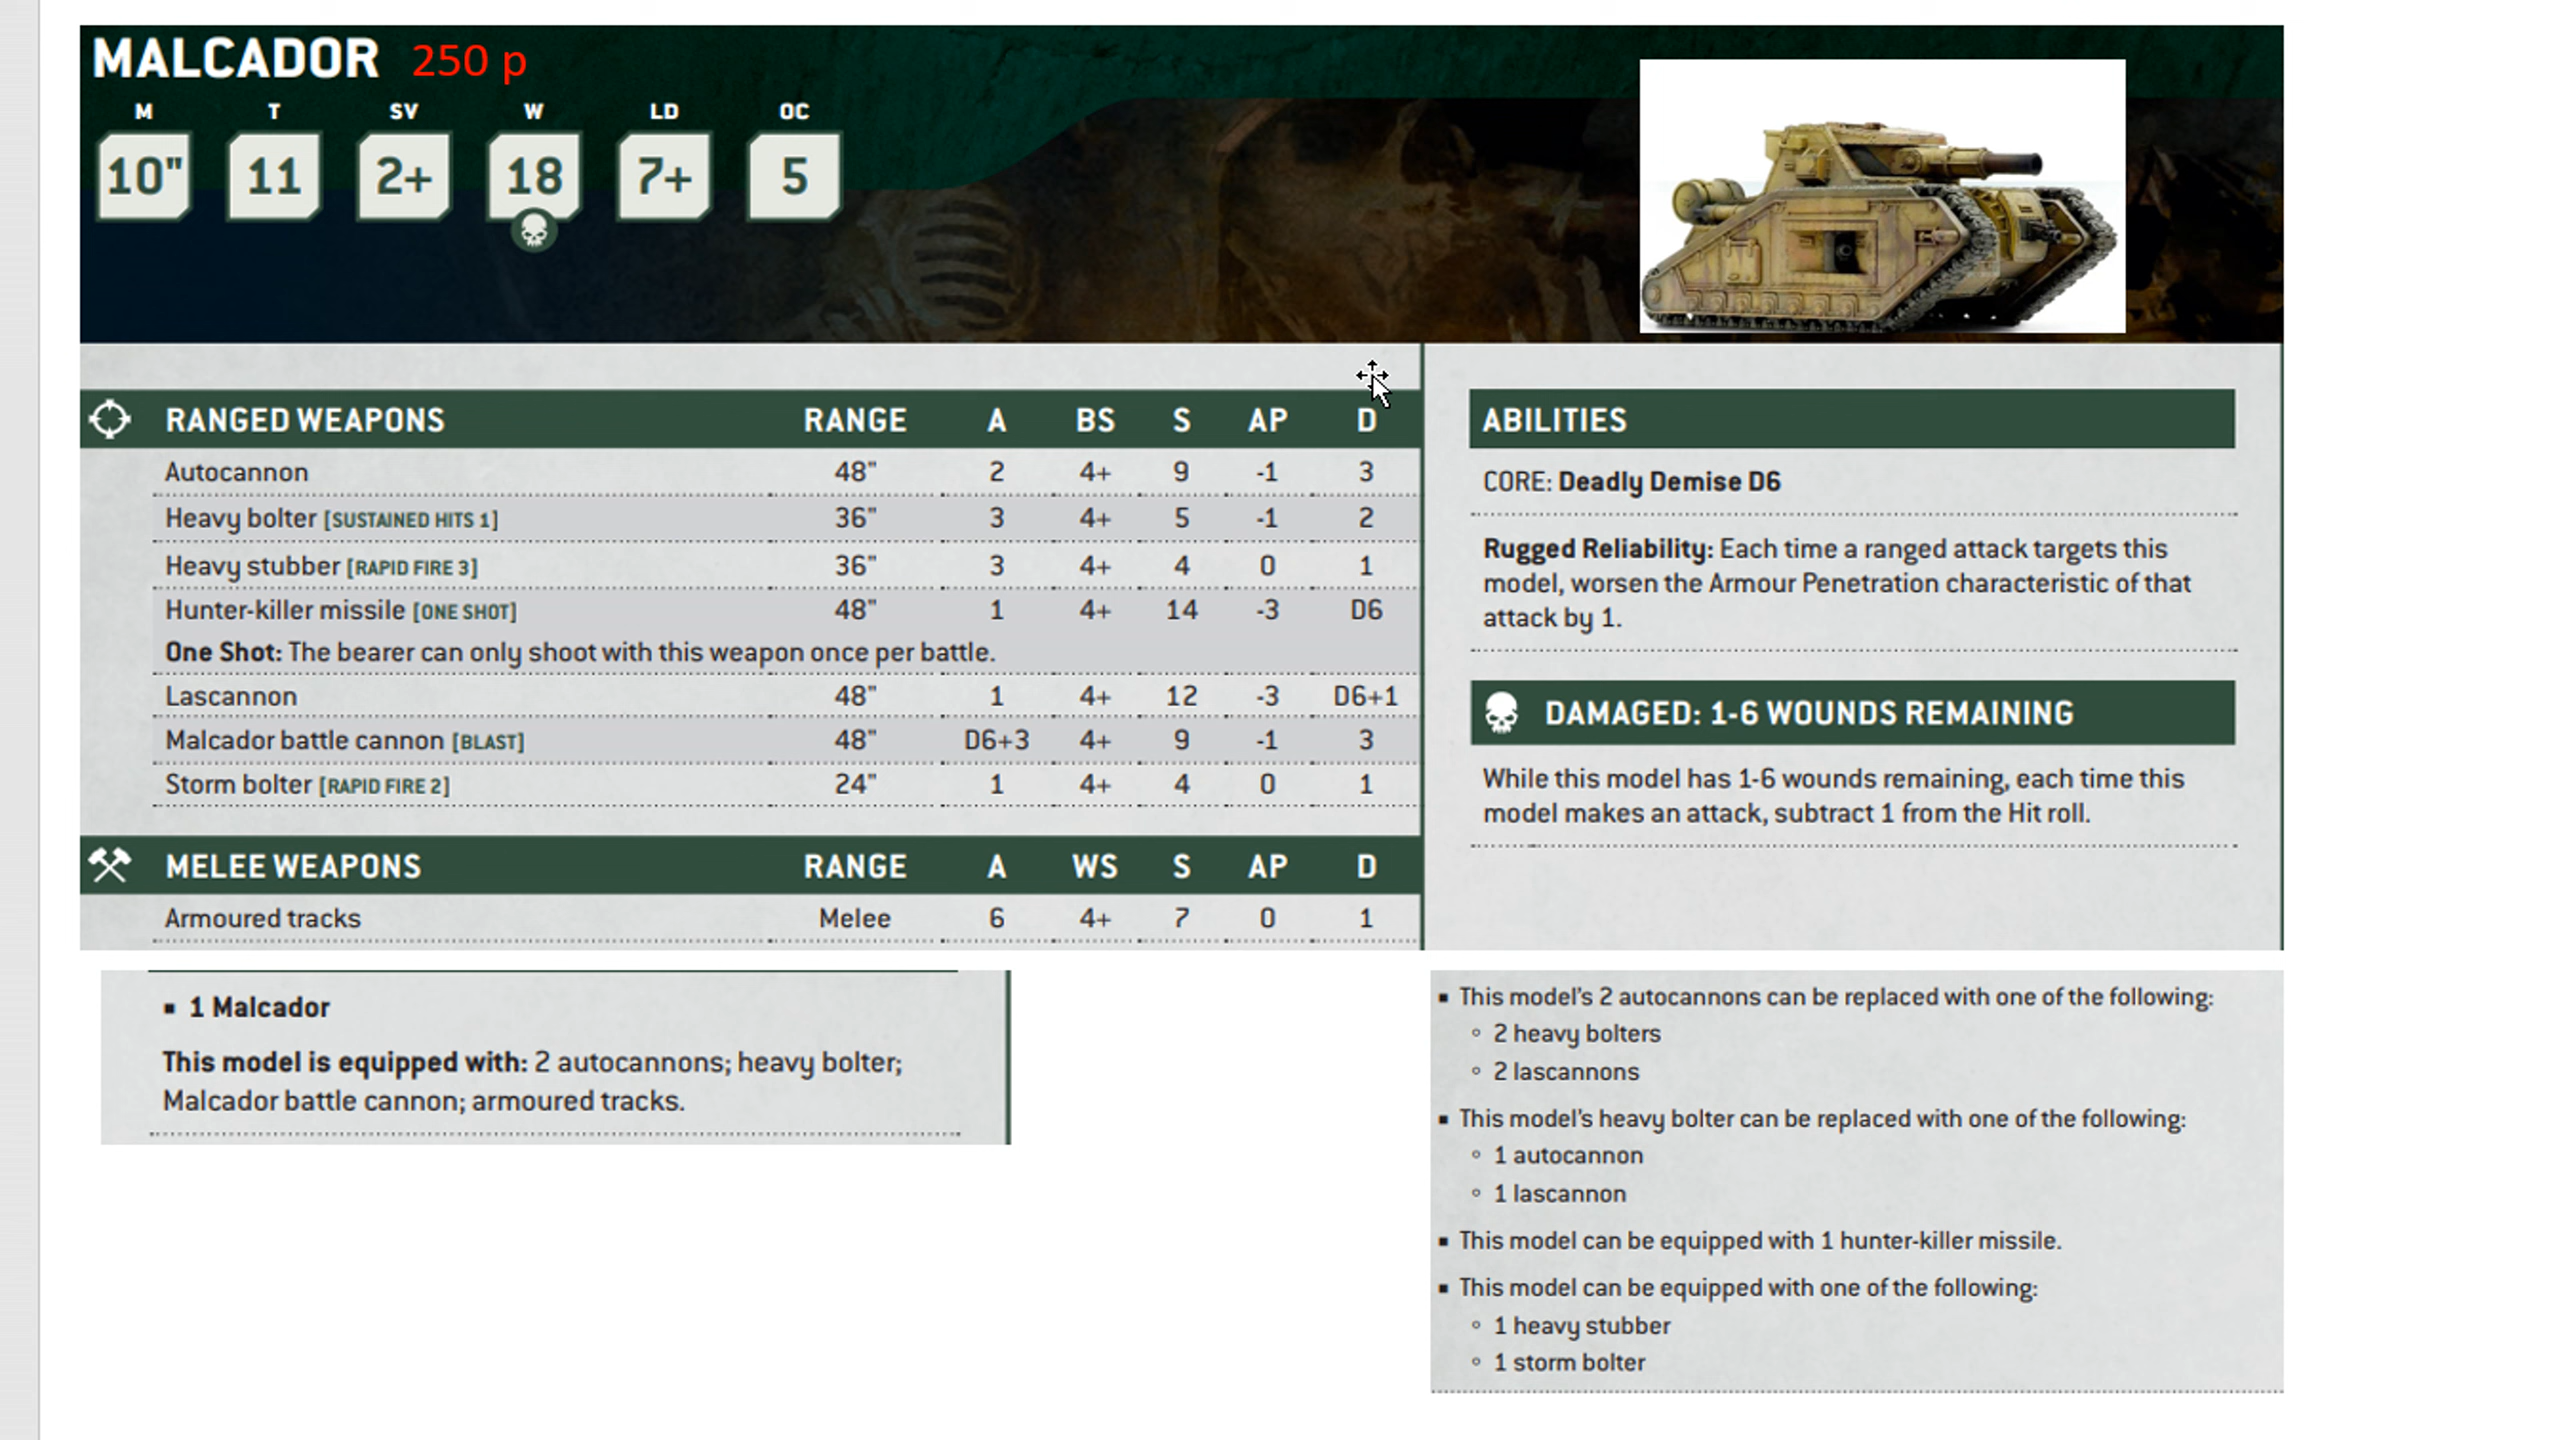 MALCADOR 250 p
M T SV W LD OC
10" 11 2+ 18 7+ 5
RANGED WEAPONS RANGE A BS S AP D
Autocannon 48" 2 4+ 9 -1 3
Heavy bolter [SUSTAINED HITS 1] 36" 3 4+ 5 -1 2
Heavy stubber [RAPID FIRE 3] 36" 3 4+ 4 0 1
Hunter-killer missile [ONE SHOT] 48" 1 4+ 14 -3 D6
One Shot: The bearer can only shoot with this weapon once per battle.
Lascannon 48" 1 4+ 12 -3 D6+1
Malcador battle cannon [BLAST] 48" D6+3 4+ 9 -1 3
Storm bolter [RAPID FIRE 2] 24" 1 4+ 4 0 1
MELEE WEAPONS RANGE A WS S AP D
Armoured tracks Melee 6 4+ 7 0 1
ABILITIES
CORE: Deadly Demise D6
Rugged Reliability: Each time a ranged attack targets this
model, worsen the Armour Penetration characteristic of that
attack by 1.
DAMAGED: 1-6 WOUNDS REMAINING
While this model has 1-6 wounds remaining, each time this
model makes an attack, subtract 1 from the Hit roll.
▪ 1 Malcador
This model is equipped with: 2 autocannons; heavy bolter;
Malcador battle cannon; armoured tracks.
▪ This model's 2 autocannons can be replaced with one of the following:
◦ 2 heavy bolters
◦ 2 lascannons
▪ This model's heavy bolter can be replaced with one of the following:
◦ 1 autocannon
◦ 1 lascannon
▪ This model can be equipped with 1 hunter-killer missile.
▪ This model can be equipped with one of the following:
◦ 1 heavy stubber
◦ 1 storm bolter